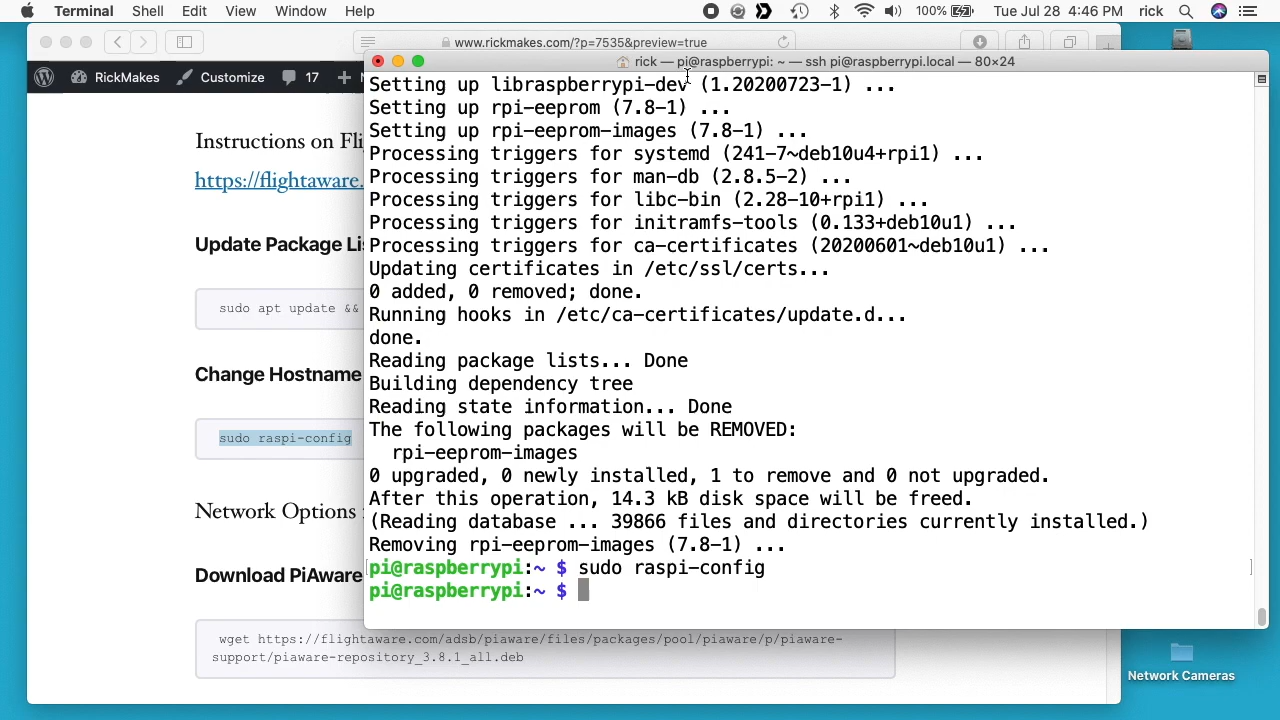 Terminal Shell Edit View Window Help 100% Tue Jul 28 4:46 PM rick
www.rickmakes.com/?p=7535&preview=true
rick — pi@raspberrypi: ~ — ssh pi@raspberrypi.local — 80×24
RickMakes Customize 17
Instructions on Fli
https://flightaware.
Update Package Li
sudo apt update &&
Change Hostname
sudo raspi-config
Network Options
Download PiAware
wget https://flightaware.com/adsb/piaware/files/packages/pool/piaware/p/piaware-
support/piaware-repository_3.8.1_all.deb
Setting up libraspberrypi-dev (1.20200723-1) ...
Setting up rpi-eeprom (7.8-1) ...
Setting up rpi-eeprom-images (7.8-1) ...
Processing triggers for systemd (241-7~deb10u4+rpi1) ...
Processing triggers for man-db (2.8.5-2) ...
Processing triggers for libc-bin (2.28-10+rpi1) ...
Processing triggers for initramfs-tools (0.133+deb10u1) ...
Processing triggers for ca-certificates (20200601~deb10u1) ...
Updating certificates in /etc/ssl/certs...
0 added, 0 removed; done.
Running hooks in /etc/ca-certificates/update.d...
done.
Reading package lists... Done
Building dependency tree
Reading state information... Done
The following packages will be REMOVED:
rpi-eeprom-images
0 upgraded, 0 newly installed, 1 to remove and 0 not upgraded.
After this operation, 14.3 kB disk space will be freed.
(Reading database ... 39866 files and directories currently installed.)
Removing rpi-eeprom-images (7.8-1) ...
pi@raspberrypi:~ $ sudo raspi-config
pi@raspberrypi:~ $
Network Cameras